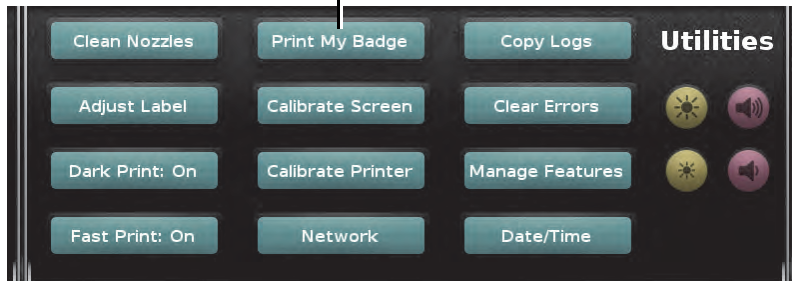 Clean Nozzles Print My Badge Copy Logs Utilities
Adjust Label Calibrate Screen Clear Errors
Dark Print: On Calibrate Printer Manage Features
Fast Print: On Network Date/Time